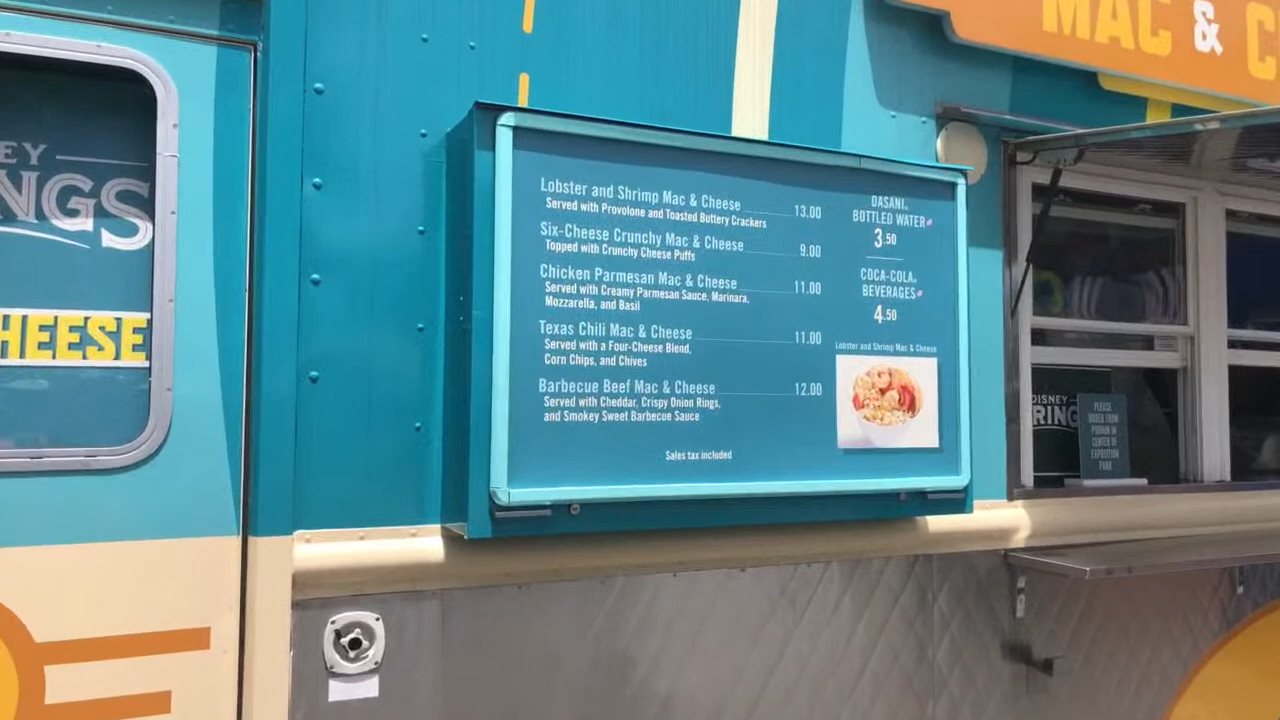 MAC & C
EY
NGS
HEESE
Lobster and Shrimp Mac & Cheese 13.00
Served with Provolone and Toasted Buttery Crackers
Six-Cheese Crunchy Mac & Cheese 9.00
Topped with Crunchy Cheese Puffs
Chicken Parmesan Mac & Cheese 11.00
Served with Creamy Parmesan Sauce, Marinara,
Mozzarella, and Basil
Texas Chili Mac & Cheese 11.00
Served with a Four-Cheese Blend,
Corn Chips, and Chives
Barbecue Beef Mac & Cheese 12.00
Served with Cheddar, Crispy Onion Rings,
and Smokey Sweet Barbecue Sauce
Sales tax included
DASANI®
BOTTLED WATER
3.50
COCA-COLA®
BEVERAGES
4.50
Lobster and Shrimp Mac & Cheese
DISNEY
RING
PLEASE
ORDER FROM
PODIUM IN
CENTER OF
EXPOSITION
PARK